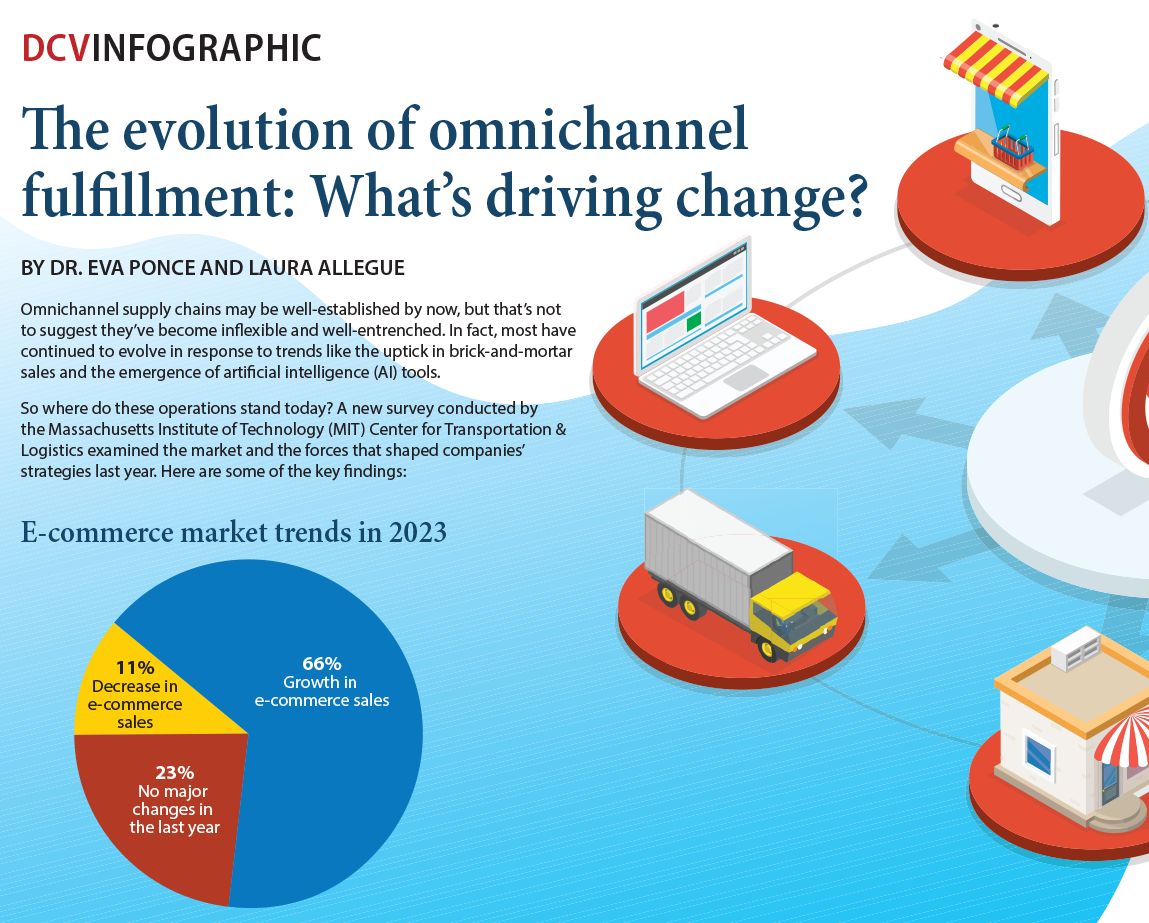 DCVINFOGRAPHIC
The evolution of omnichannel
fulfillment: What’s driving change?
BY DR. EVA PONCE AND LAURA ALLEGUE
Omnichannel supply chains may be well-established by now, but that’s not
to suggest they’ve become inflexible and well-entrenched. In fact, most have
continued to evolve in response to trends like the uptick in brick-and-mortar
sales and the emergence of artificial intelligence (AI) tools.
So where do these operations stand today? A new survey conducted by
the Massachusetts Institute of Technology (MIT) Center for Transportation &
Logistics examined the market and the forces that shaped companies’
strategies last year. Here are some of the key findings:
E-commerce market trends in 2023
66%
Growth in
e-commerce sales
11%
Decrease in
e-commerce
sales
23%
No major
changes in
the last year